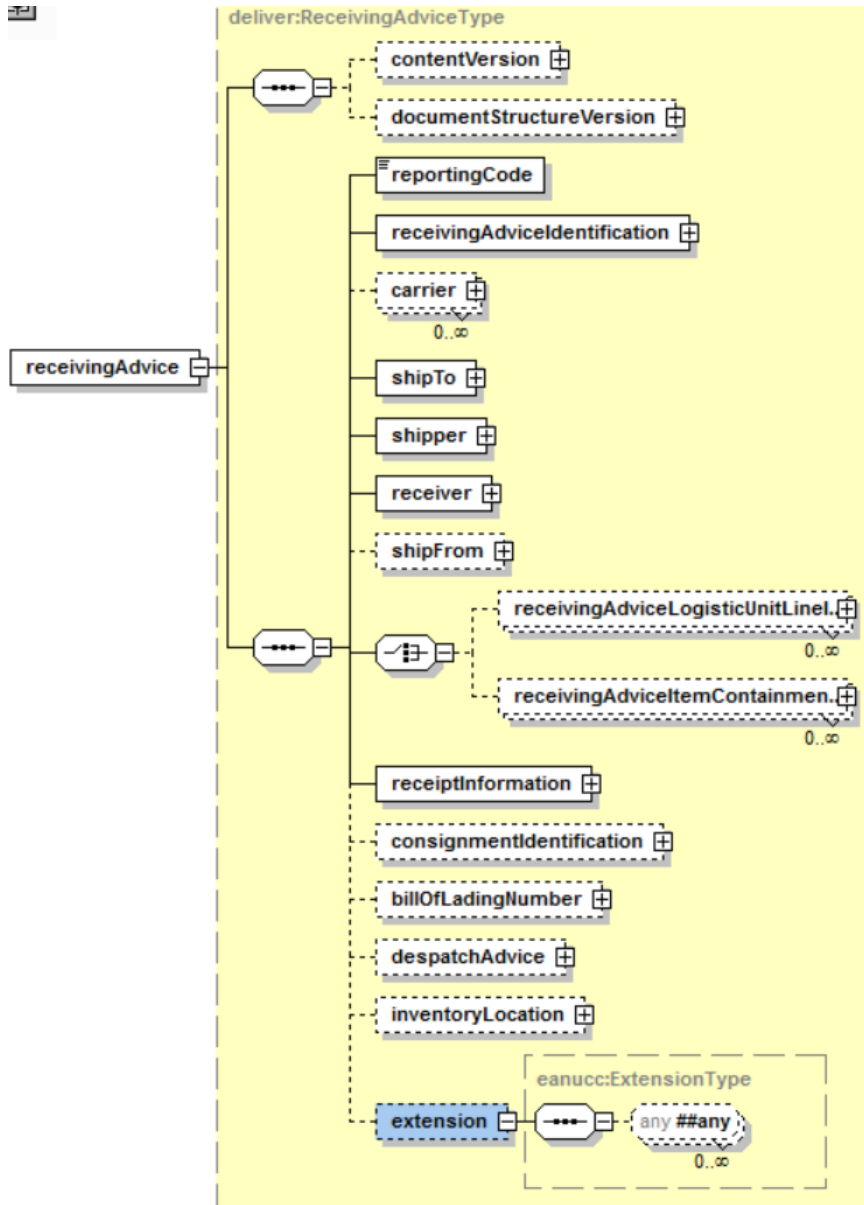 deliver:ReceivingAdviceType
contentVersion
documentStructureVersion
reportingCode
receivingAdviceIdentification
carrier
0..∞
receivingAdvice
shipTo
shipper
receiver
shipFrom
receivingAdviceLogisticUnitLineI..
0..∞
receivingAdviceItemContainmen..
0..∞
receiptInformation
consignmentIdentification
billOfLadingNumber
despatchAdvice
inventoryLocation
eanucc:ExtensionType
extension
any ##any
0..∞